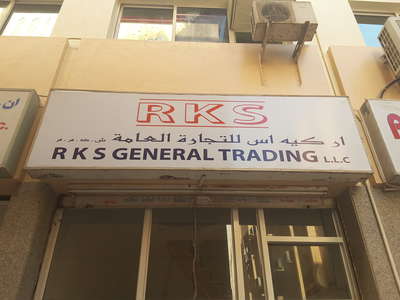 RKS
ار كيه اس للتجارة العامة ش.ذ.م.م
R K S GENERAL TRADING L.L.C